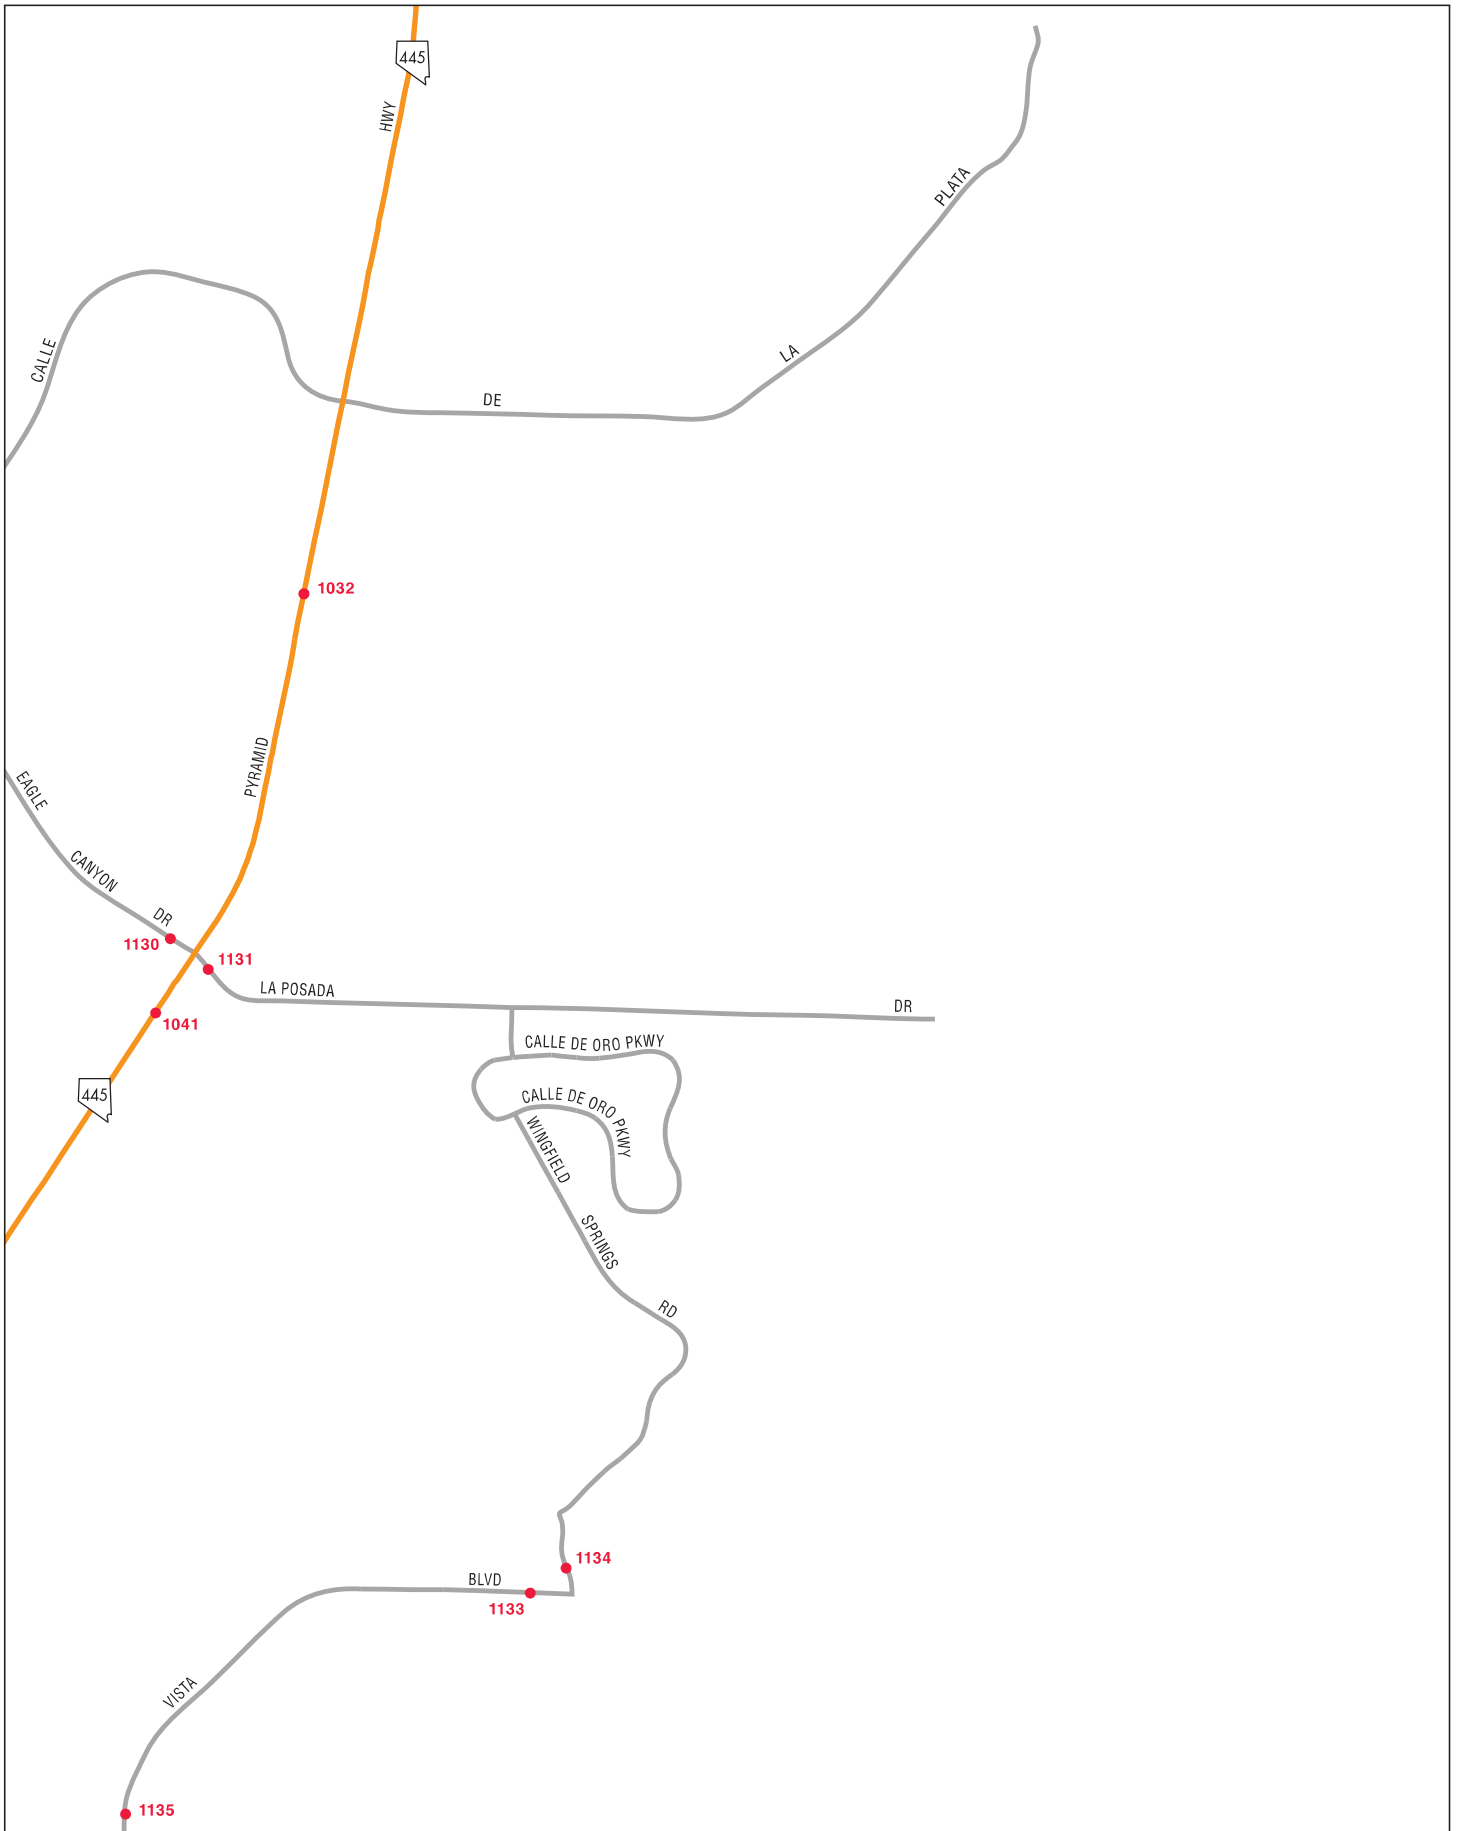 445
HWY
PLATA
CALLE
LA
DE
1032
PYRAMID
EAGLE
CANYON
DR
1130
1131
LA POSADA
DR
1041
CALLE DE ORO PKWY
445
CALLE DE ORO PKWY
WINGFIELD
SPRINGS
RD
1134
BLVD
1133
VISTA
1135